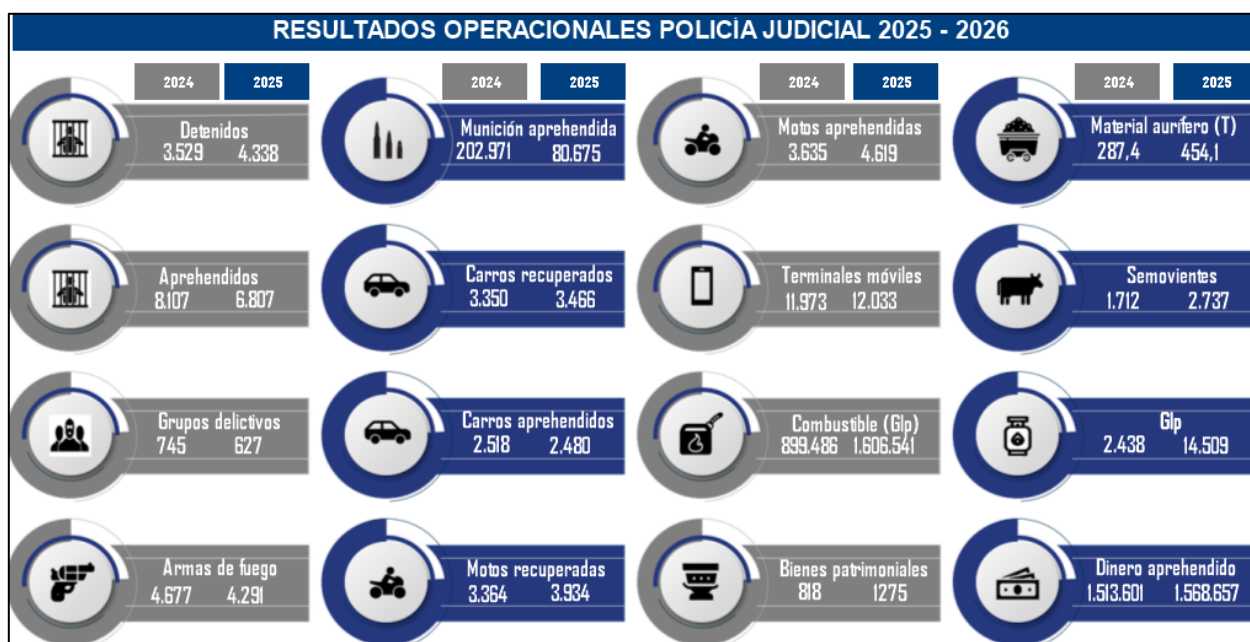 RESULTADOS OPERACIONALES POLICÍA JUDICIAL 2025 - 2026
2024 2025
Detenidos
3.529 4.338
2024 2025
Munición aprehendida
202.971 80.675
2024 2025
Motos aprehendidas
3.635 4.619
2024 2025
Material aurífero (T)
287,4 454,1
Aprehendidos
8.107 6.807
Carros recuperados
3.350 3.466
Terminales móviles
11.973 12.033
Semovientes
1.712 2.737
Grupos delictivos
745 627
Carros aprehendidos
2.518 2.480
Combustible (Glp)
899.486 1.606.541
Glp
2.438 14.509
Armas de fuego
4.677 4.291
Motos recuperadas
3.364 3.934
Bienes patrimoniales
818 1275
Dinero aprehendido
1.513.601 1.568.657